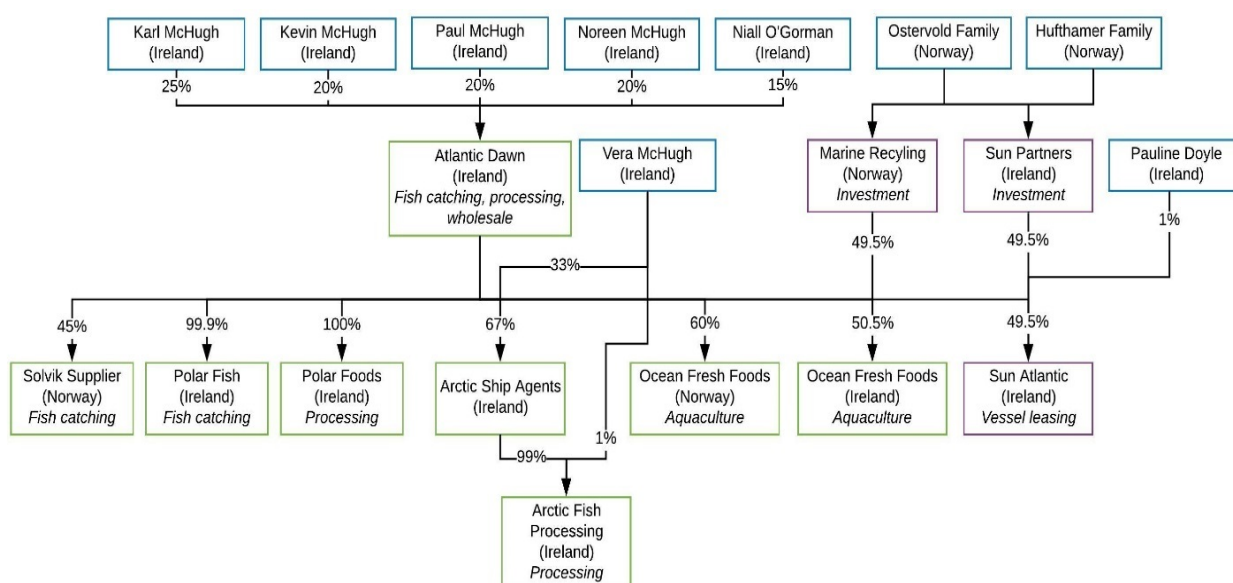 Karl McHugh
(Ireland)
Kevin McHugh
(Ireland)
Paul McHugh
(Ireland)
Noreen McHugh
(Ireland)
Niall O'Gorman
(Ireland)
Ostervold Family
(Norway)
Hufthamer Family
(Norway)
25%
20%
20%
20%
15%
Atlantic Dawn
(Ireland)
Fish catching, processing,
wholesale
Vera McHugh
(Ireland)
Marine Recyling
(Norway)
Investment
Sun Partners
(Ireland)
Investment
Pauline Doyle
(Ireland)
33%
49.5%
49.5%
1%
45%
99.9%
100%
67%
60%
50.5%
49.5%
Solvik Supplier
(Norway)
Fish catching
Polar Fish
(Ireland)
Fish catching
Polar Foods
(Ireland)
Processing
Arctic Ship Agents
(Ireland)
Ocean Fresh Foods
(Norway)
Aquaculture
Ocean Fresh Foods
(Ireland)
Aquaculture
Sun Atlantic
(Ireland)
Vessel leasing
99%
1%
Arctic Fish
Processing
(Ireland)
Processing